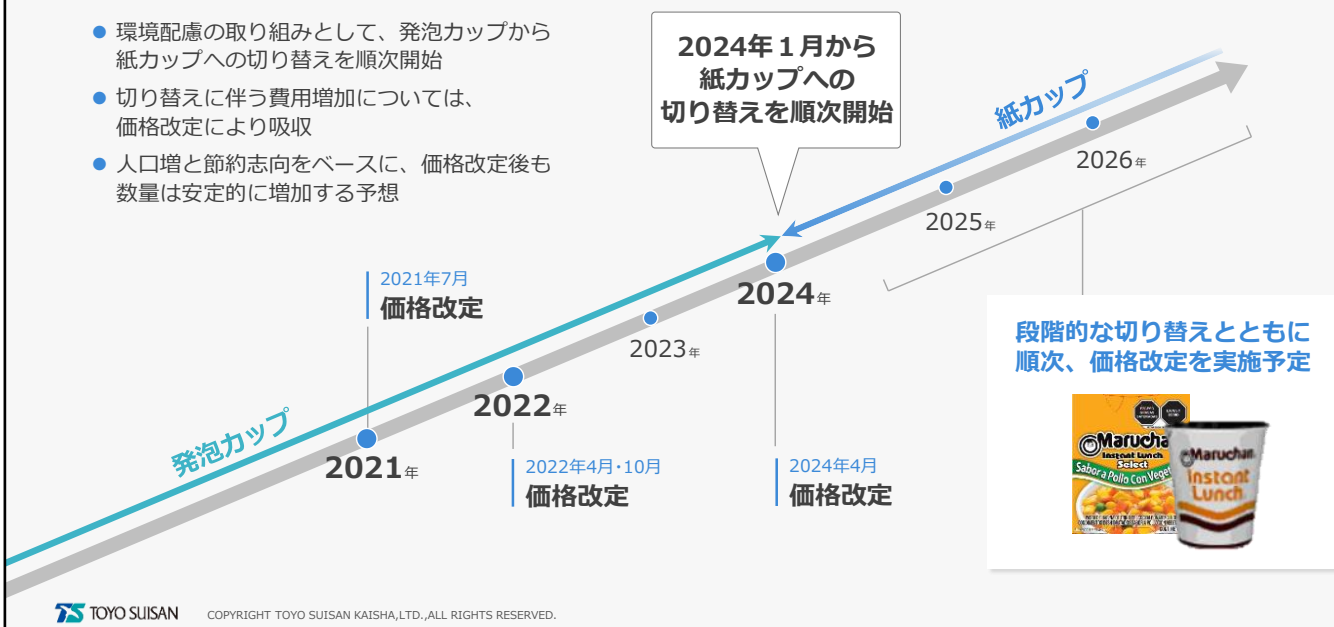 ● 環境配慮の取り組みとして、発泡カップから
紙カップへの切り替えを順次開始
● 切り替えに伴う費用増加については、
価格改定により吸収
● 人口増と節約志向をベースに、価格改定後も
数量は安定的に増加する予想
2024年1月から
紙カップへの
切り替えを順次開始
紙カップ
2026年
2025年
2021年7月
価格改定
2024年
2023年
段階的な切り替えとともに
順次、価格改定を実施予定
2022年
発泡カップ
2021年
2022年4月・10月
価格改定
2024年4月
価格改定
Marucha
Instant Lunch
Select
Sabor a Pollo Con Veget
Maruchan
Instant
Lunch
TOYO SUISAN
COPYRIGHT TOYO SUISAN KAISHA,LTD.,ALL RIGHTS RESERVED.